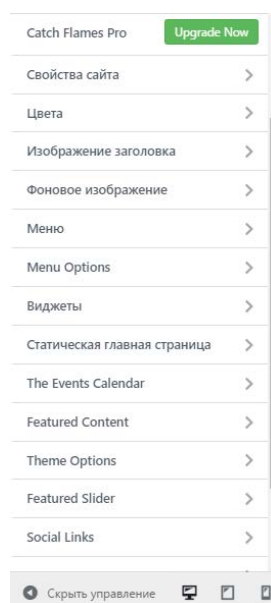 Catch Flames Pro Upgrade Now
Свойства сайта
Цвета
Изображение заголовка
Фоновое изображение
Меню
Menu Options
Виджеты
Статическая главная страница
The Events Calendar
Featured Content
Theme Options
Featured Slider
Social Links
Скрыть управление